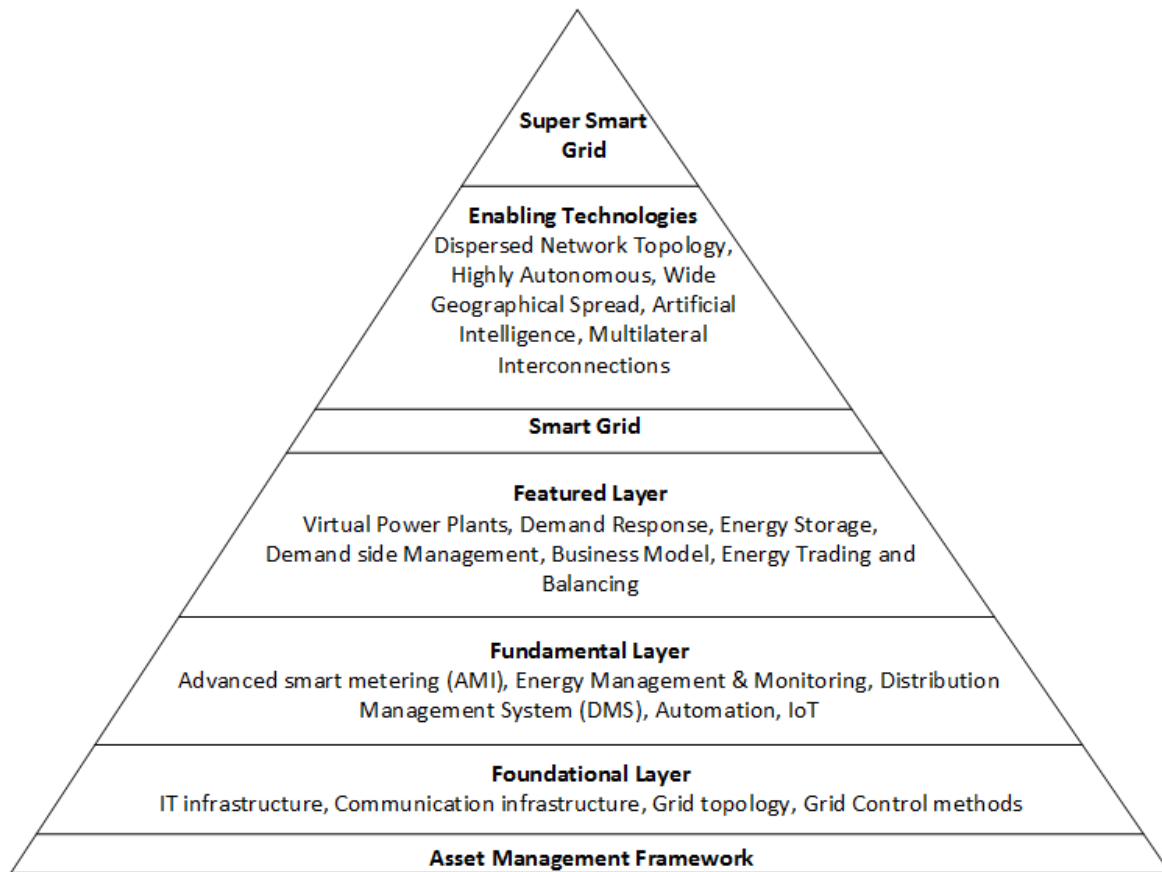 Super Smart
Grid
Enabling Technologies
Dispersed Network Topology,
Highly Autonomous, Wide
Geographical Spread, Artificial
Intelligence, Multilateral
Interconnections
Smart Grid
Featured Layer
Virtual Power Plants, Demand Response, Energy Storage,
Demand side Management, Business Model, Energy Trading and
Balancing
Fundamental Layer
Advanced smart metering (AMI), Energy Management & Monitoring, Distribution
Management System (DMS), Automation, IoT
Foundational Layer
IT infrastructure, Communication infrastructure, Grid topology, Grid Control methods
Asset Management Framework